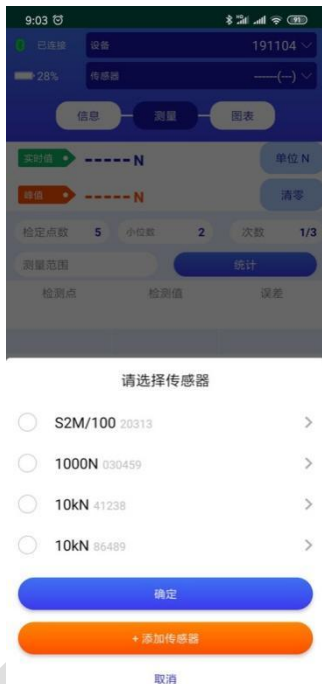 9:03
91
已连接 设备 191104
28% 传感器 -----(--)
信息 测量 图表
实时值 -----N 单位 N
峰值 -----N 清零
检定点数 5 小位数 2 次数 1/3
测量范围 统计
检测点 检测值 误差
请选择传感器
S2M/100 20313
1000N 030459
10kN 41238
10kN 86489
确定
+ 添加传感器
取消